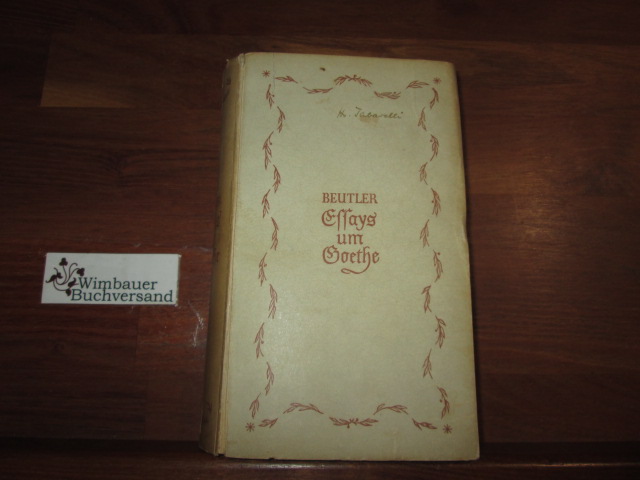 BEUTLER
Eſſays
um
Goethe
Wimbauer
Buchversand